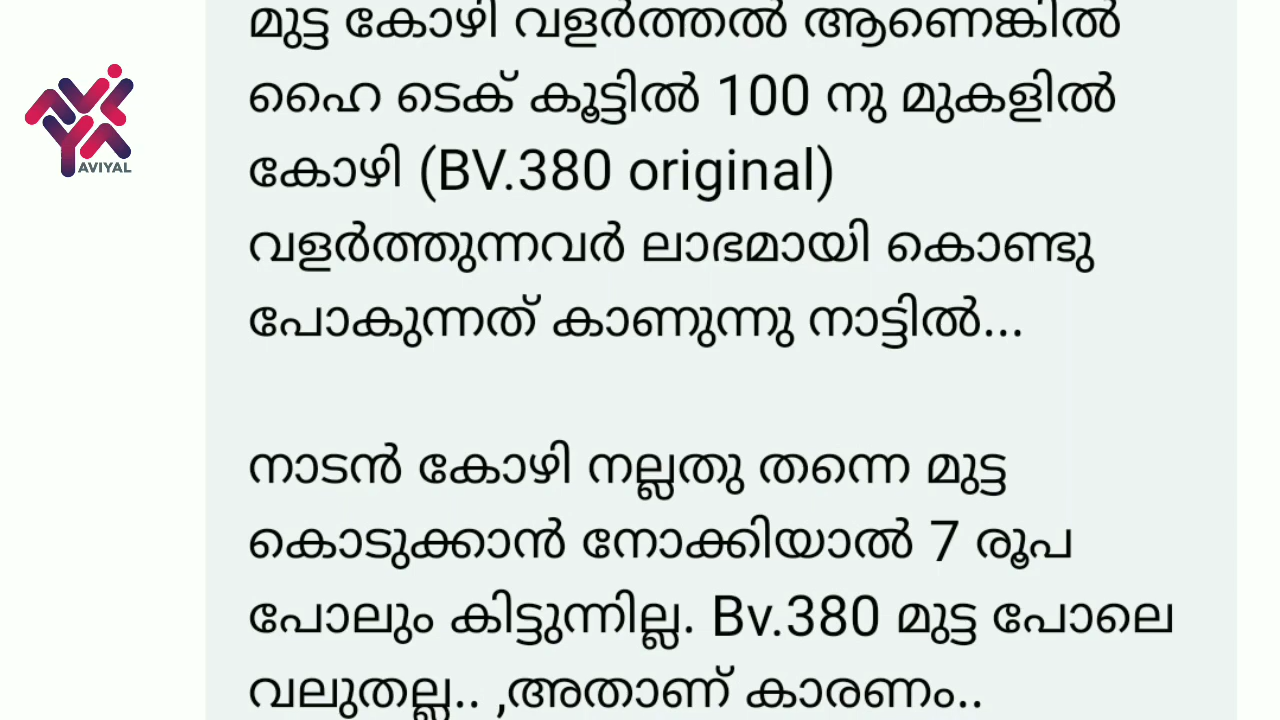 മുട്ട കോഴി വളർത്തൽ ആണെങ്കിൽ
ഹൈ ടെക് കൂട്ടിൽ 100 നു മുകളിൽ
കോഴി (BV.380 original)
വളർത്തുന്നവർ ലാഭമായി കൊണ്ടു
പോകുന്നത് കാണുന്നു നാട്ടിൽ...
നാടൻ കോഴി നല്ലതു തന്നെ മുട്ട
കൊടുക്കാൻ നോക്കിയാൽ 7 രൂപ
പോലും കിട്ടുന്നില്ല. Bv.380 മുട്ട പോലെ
വലുതല്ല.. ,അതാണ് കാരണം..
AVIYAL